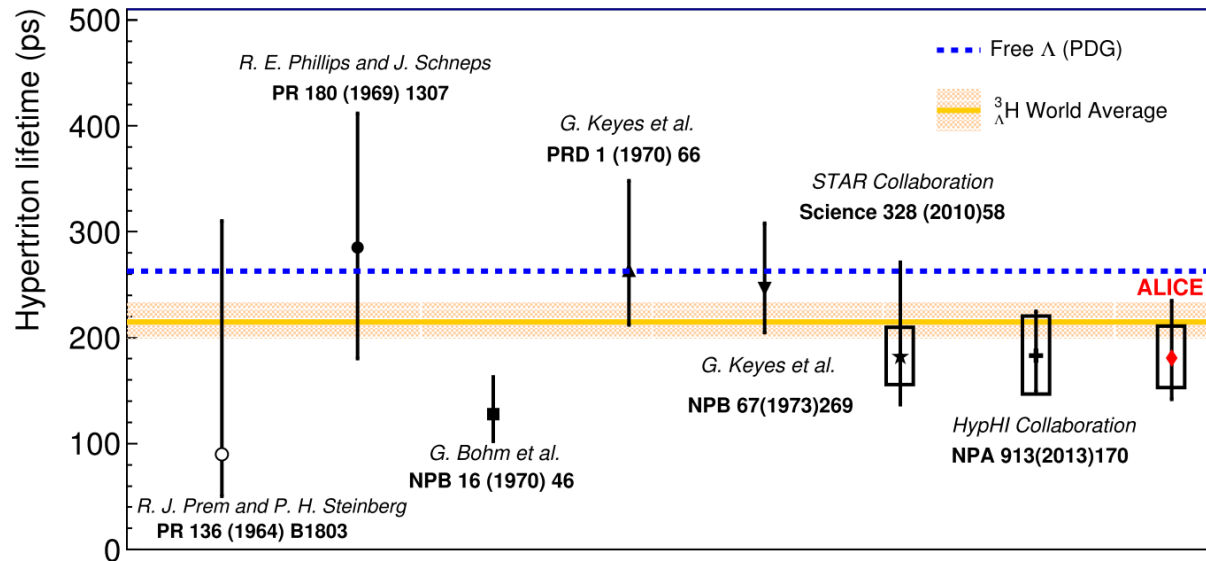 Hypertriton lifetime (ps)
500
400
300
200
100
0
R. E. Phillips and J. Schneps
PR 180 (1969) 1307
Free Λ (PDG)
³ΛH World Average
G. Keyes et al.
PRD 1 (1970) 66
STAR Collaboration
Science 328 (2010)58
ALICE
G. Keyes et al.
NPB 67(1973)269
HypHI Collaboration
NPA 913(2013)170
G. Bohm et al.
NPB 16 (1970) 46
R. J. Prem and P. H. Steinberg
PR 136 (1964) B1803